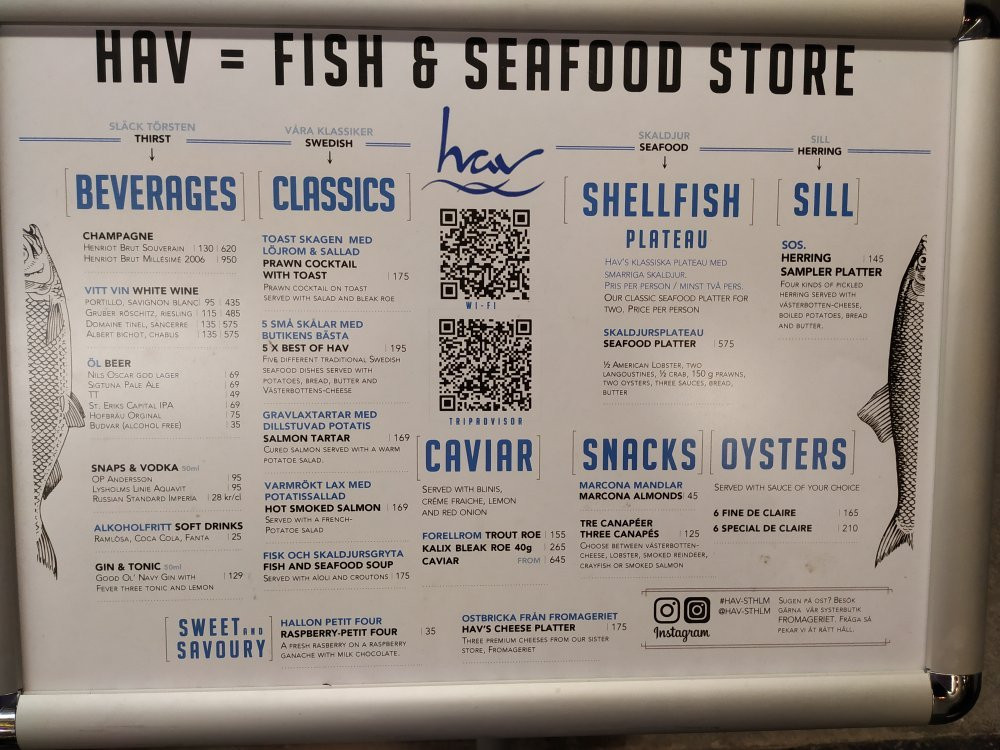 HAV = FISH & SEAFOOD STORE
SLÄCK TÖRSTEN
THIRST
BEVERAGES
CHAMPAGNE
HENRIOT BRUT SOUVERAIN | 130 | 620
HENRIOT BRUT MILLÉSIME 2006 | 950
VITT VIN WHITE WINE
PORTILLO, SAVIGNON BLANC | 95 | 435
GRUBER RÖSCHITZ, RIESLING | 115 | 485
DOMAINE TINEL, SANCERRE | 135 | 575
ALBERT BICHOT, CHABLIS | 135 | 575
ÖL BEER
NILS OSCAR GOD LAGER | 69
SIGTUNA PALE ALE | 69
TT | 49
ST. ERIKS CAPITAL IPA | 69
HOFBRÄU ORGINAL | 75
BUDVAR (ALCOHOL FREE) | 35
SNAPS & VODKA 50ml
OP ANDERSSON | 95
LYSHOLMS LINIE AQUAVIT | 95
RUSSIAN STANDARD IMPERIA | 28 kr/cl
ALKOHOLFRITT SOFT DRINKS
RAMLÖSA, COCA COLA, FANTA | 25
GIN & TONIC 50ml
GOOD OL' NAVY GIN WITH | 129
FEVER THREE TONIC AND LEMON
VÅRA KLASSIKER
SWEDISH
CLASSICS
TOAST SKAGEN MED
LÖJROM & SALLAD
PRAWN COCKTAIL
WITH TOAST | 175
PRAWN COCKTAIL ON TOAST
SERVED WITH SALAD AND BLEAK ROE
5 SMÅ SKÅLAR MED
BUTIKENS BÄSTA
5 X BEST OF HAV | 195
FIVE DIFFERENT TRADITIONAL SWEDISH
SEAFOOD DISHES SERVED WITH
POTATOES, BREAD, BUTTER AND
VÄSTERBOTTENS-CHEESE
GRAVLAXTARTAR MED
DILLSTUVAD POTATIS
SALMON TARTAR | 169
CURED SALMON SERVED WITH A WARM
POTATOE SALAD.
VARMRÖKT LAX MED
POTATISSALLAD
HOT SMOKED SALMON | 169
SERVED WITH A FRENCH-
POTATOE SALAD
FISK OCH SKALDJURSGRYTA
FISH AND SEAFOOD SOUP
SERVED WITH AÏOLI AND CROUTONS | 175
hav
WI-FI
TRIPADVISOR
CAVIAR
SERVED WITH BLINIS,
CRÉME FRAICHE, LEMON
AND RED ONION
FORELLROM TROUT ROE | 155
KALIX BLEAK ROE 40g | 265
CAVIAR FROM | 645
SKALDJUR
SEAFOOD
SHELLFISH
PLATEAU
HAV'S KLASSISKA PLATEAU MED
SMARRIGA SKALDJUR.
PRIS PER PERSON / MINST TVÅ PERS.
OUR CLASSIC SEAFOOD PLATTER FOR
TWO. PRICE PER PERSON
SKALDJURSPLATEAU
SEAFOOD PLATTER | 575
½ AMERICAN LOBSTER, TWO
LANGOUSTINES, ½ CRAB, 150 g PRAWNS,
TWO OYSTERS, THREE SAUCES, BREAD,
BUTTER
SILL
HERRING
SILL
SOS.
HERRING | 145
SAMPLER PLATTER
FOUR KINDS OF PICKLED
HERRING SERVED WITH
VÄSTERBOTTEN-CHEESE,
BOILED POTATOES, BREAD
AND BUTTER.
SNACKS
MARCONA MANDLAR
MARCONA ALMONDS | 45
TRE CANAPÉER
THREE CANAPÉS | 125
CHOOSE BETWEEN VÄSTERBOTTEN-
CHEESE, LOBSTER, SMOKED REINDEER,
CRAYFISH OR SMOKED SALMON
OYSTERS
SERVED WITH SAUCE OF YOUR CHOICE
6 FINE DE CLAIRE | 165
6 SPECIAL DE CLAIRE | 210
SWEET AND
SAVOURY
HALLON PETIT FOUR
RASPBERRY-PETIT FOUR | 35
A FRESH RASBERRY ON A RASPBERRY
GANACHE WITH MILK CHOCOLATE.
OSTBRICKA FRÅN FROMAGERIET
HAV'S CHEESE PLATTER | 175
THREE PREMIUM CHEESES FROM OUR SISTER
STORE, FROMAGERIET
Instagram
#HAV-STHLM
@HAV-STHLM
SUGEN PÅ OST? BESÖK
GÄRNA VÅR SYSTERBUTIK
FROMAGERIET. FRÅGA SÅ
PEKAR VI ÅT RÄTT HÅLL.